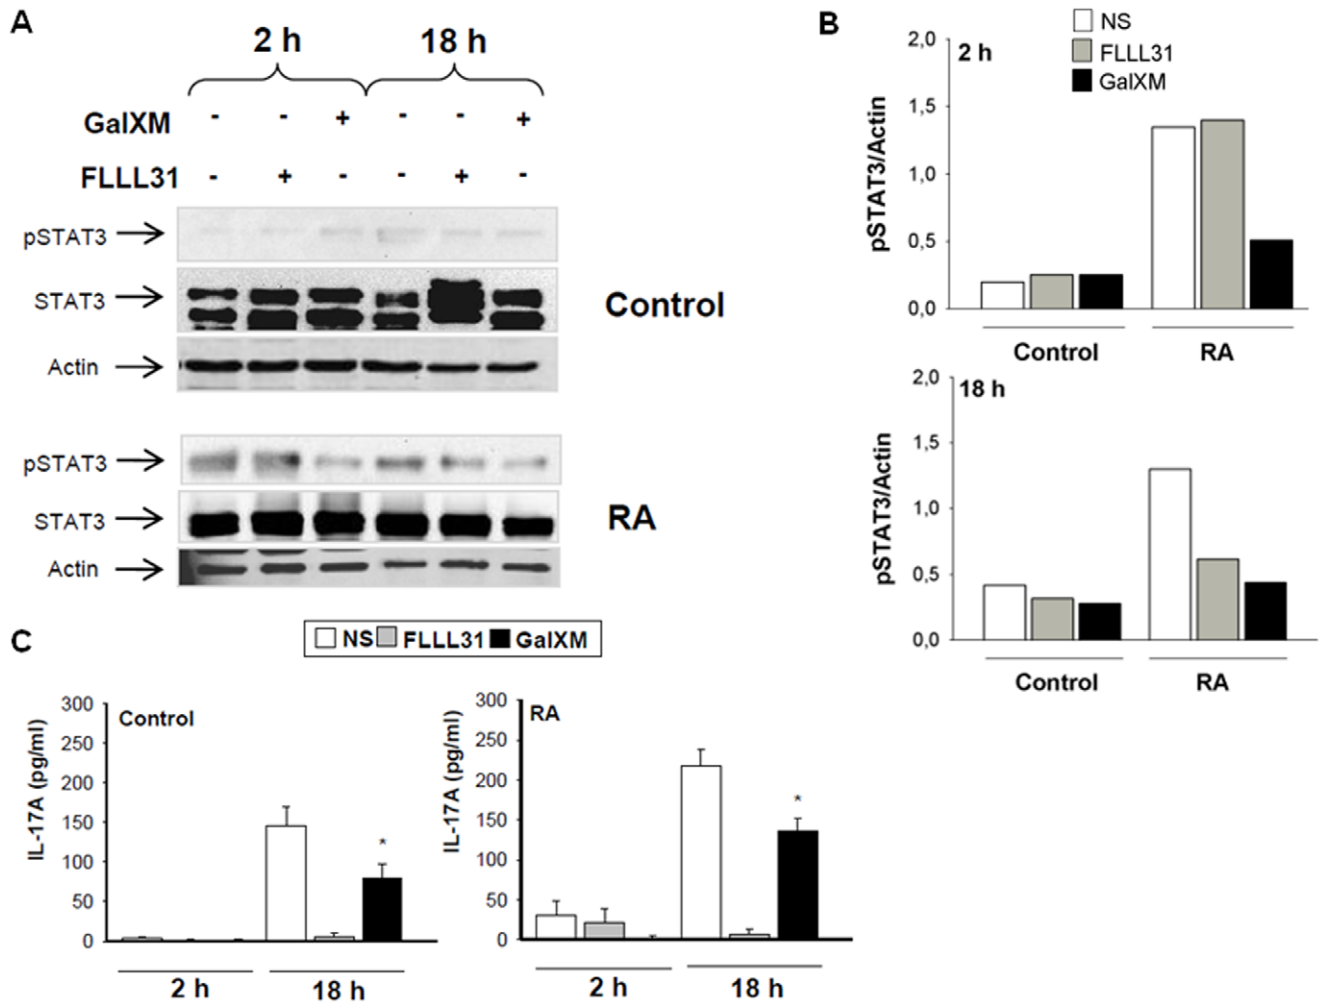 A
2 h 18 h
GalXM - - + - - +
FLLL31 - + - - + -
pSTAT3
STAT3
Control
Actin
pSTAT3
STAT3
RA
Actin
B
NS
FLLL31
GalXM
2 h
2,0
1,5
1,0
0,5
0,0
pSTAT3/Actin
Control RA
18 h
2,0
1,5
1,0
0,5
0,0
pSTAT3/Actin
Control RA
C
NS FLLL31 GalXM
Control
300
250
200
150
100
50
0
IL-17A (pg/ml)
*
2 h 18 h
RA
300
250
200
150
100
50
0
IL-17A (pg/ml)
*
2 h 18 h